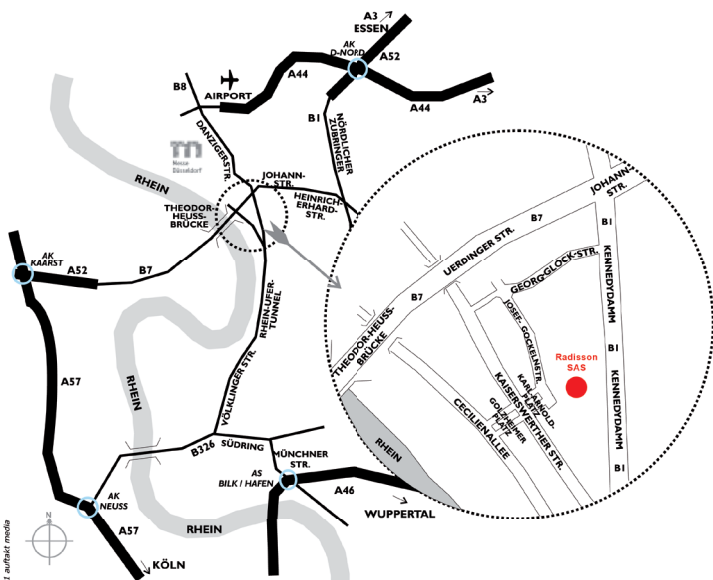 A3
ESSEN
AK
D-NORD
A52
A44
A44
A3
B8
AIRPORT
B1
NÖRDLICHER
ZUBRINGER
DANZIGERSTR.
Messe
Düsseldorf
RHEIN
JOHANN-
STR.
THEODOR-
HEUSS-
BRÜCKE
HEINRICH-
ERHARD-
STR.
AK
KAARST
A52
B7
RHEIN-UFER-
TUNNEL
A57
RHEIN
VÖLKLINGER STR.
B326
SÜDRING
MÜNCHNER
STR.
AS
BILK / HAFEN
A46
WUPPERTAL
AK
NEUSS
A57
KÖLN
RHEIN
1 auftakt media
JOHANN-
STR.
B7
UERDINGER STR.
B7
B1
GEORG-GLOCK-STR.
KENNEDYDAMM
THEODOR-HEUSS-
BRÜCKE
JOSEF-
GOCKELNSTR.
B1
Radisson
SAS
KARL-ARNOLD-
PLATZ
KAISERSWERTHER STR.
GOLZHEIMER
PLATZ
CECILIENALLEE
KENNEDYDAMM
RHEIN
B1